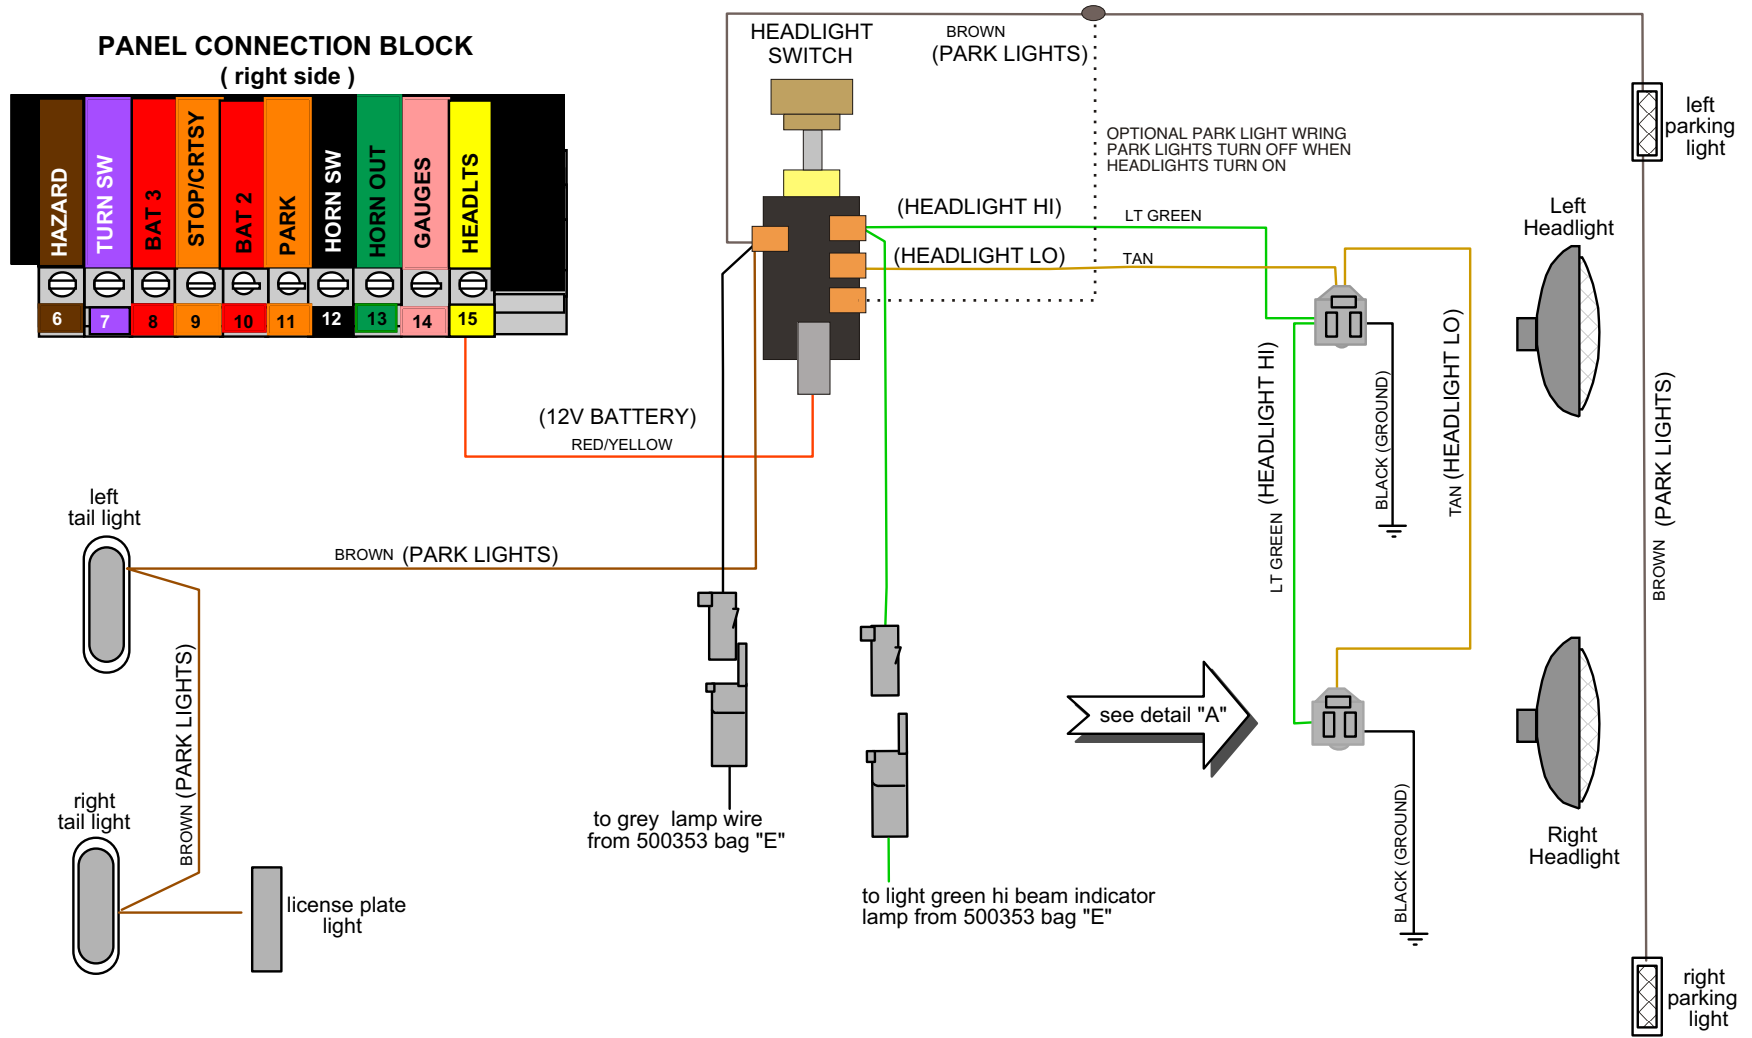 PANEL CONNECTION BLOCK
( right side )
HAZARD
TURN SW
BAT 3
STOP/CRTSY
BAT 2
PARK
HORN SW
HORN OUT
GAUGES
HEADLTS
6
7
8
9
10
11
12
13
14
15
HEADLIGHT
SWITCH
BROWN
(PARK LIGHTS)
OPTIONAL PARK LIGHT WRING
PARK LIGHTS TURN OFF WHEN
HEADLIGHTS TURN ON
left
parking
light
(HEADLIGHT HI)
LT GREEN
(HEADLIGHT LO)
TAN
Left
Headlight
(12V BATTERY)
RED/YELLOW
LT GREEN (HEADLIGHT HI)
BLACK (GROUND)
TAN (HEADLIGHT LO)
BROWN (PARK LIGHTS)
left
tail light
BROWN (PARK LIGHTS)
BROWN (PARK LIGHTS)
right
tail light
license plate
light
to grey lamp wire
from 500353 bag "E"
to light green hi beam indicator
lamp from 500353 bag "E"
see detail "A"
BLACK (GROUND)
Right
Headlight
right
parking
light